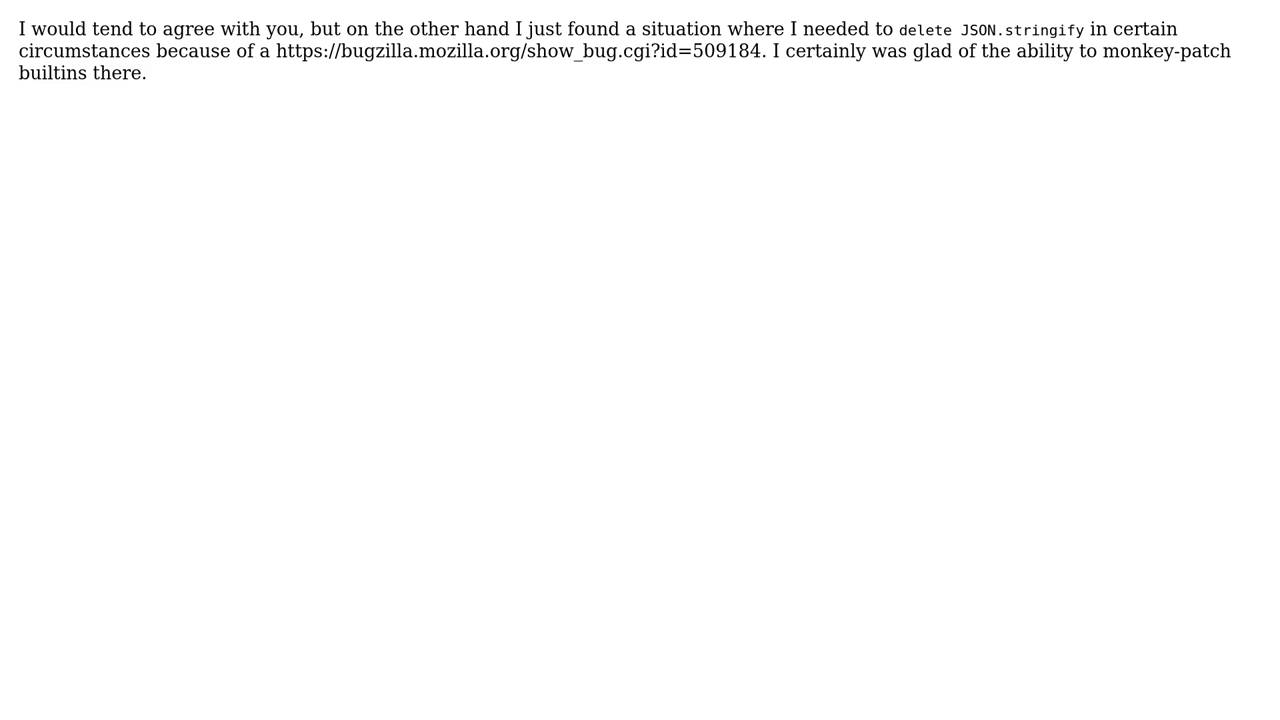 I would tend to agree with you, but on the other hand I just found a situation where I needed to delete JSON.stringify in certain
circumstances because of a https://bugzilla.mozilla.org/show_bug.cgi?id=509184. I certainly was glad of the ability to monkey-patch
builtins there.